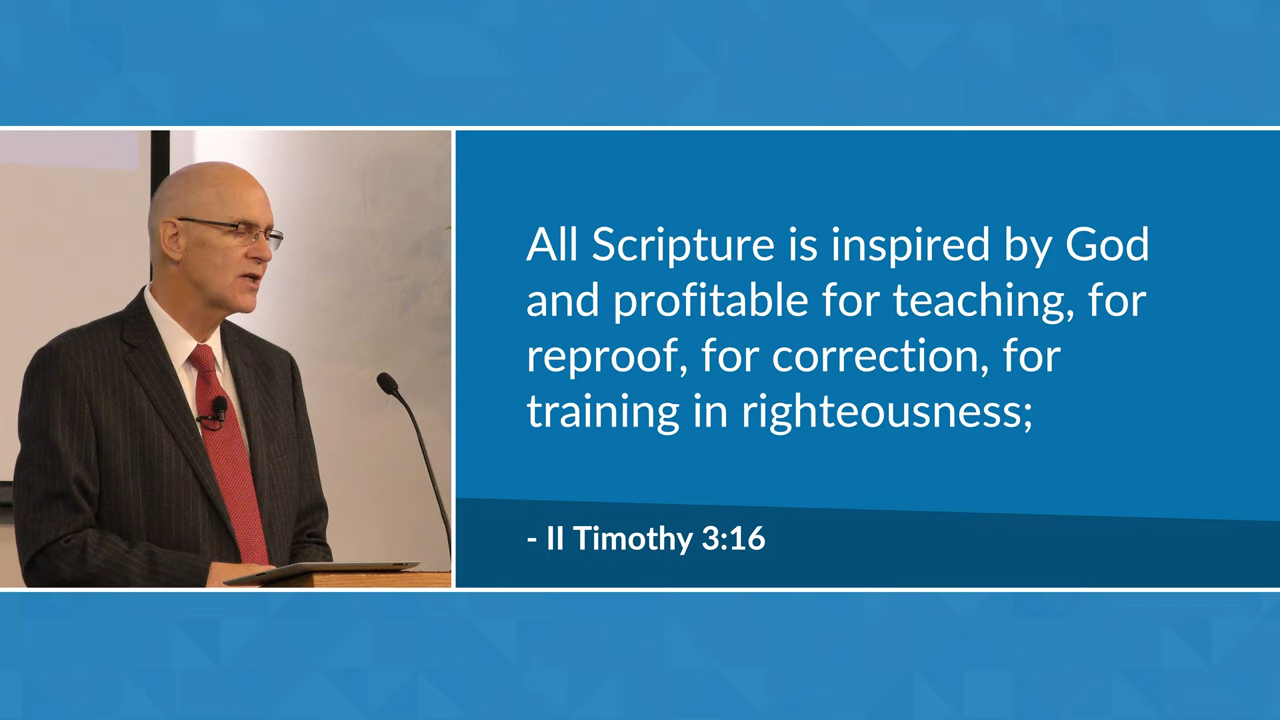 All Scripture is inspired by God
and profitable for teaching, for
reproof, for correction, for
training in righteousness;
- II Timothy 3:16